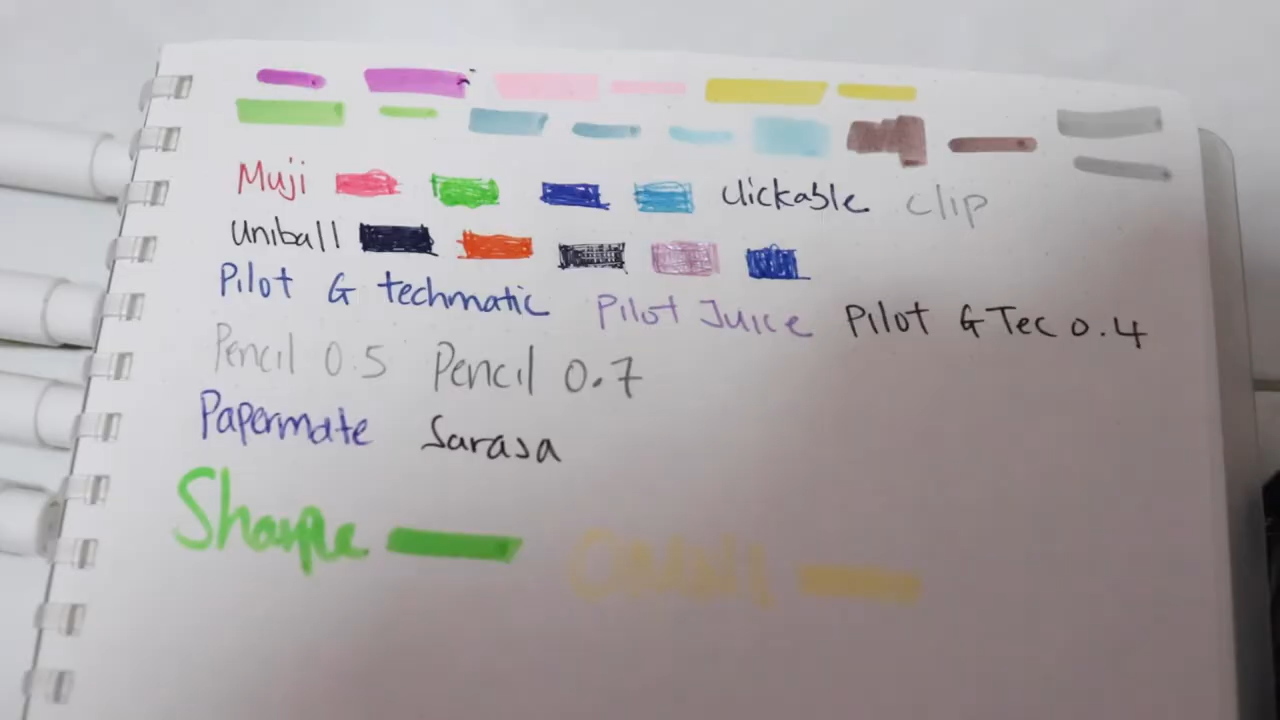 Muji clickable clip
uniball
Pilot G techmatic Pilot Juice Pilot G Tec 0.4
Pencil 0.5 Pencil 0.7
Papermate Sarasa
Sharpie